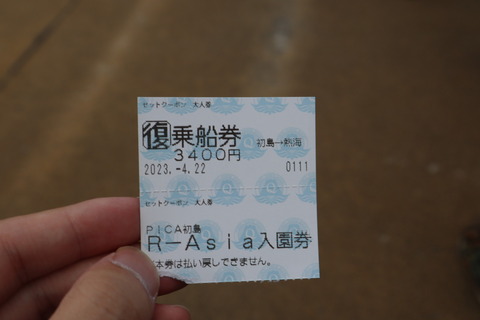 セットクーポン 大人券
復 乗船券 初島→熱海
3400円
2023.-4.22 0111
セットクーポン 大人券
PICA初島
R-Asia入園券
本券は払い戻しできません。